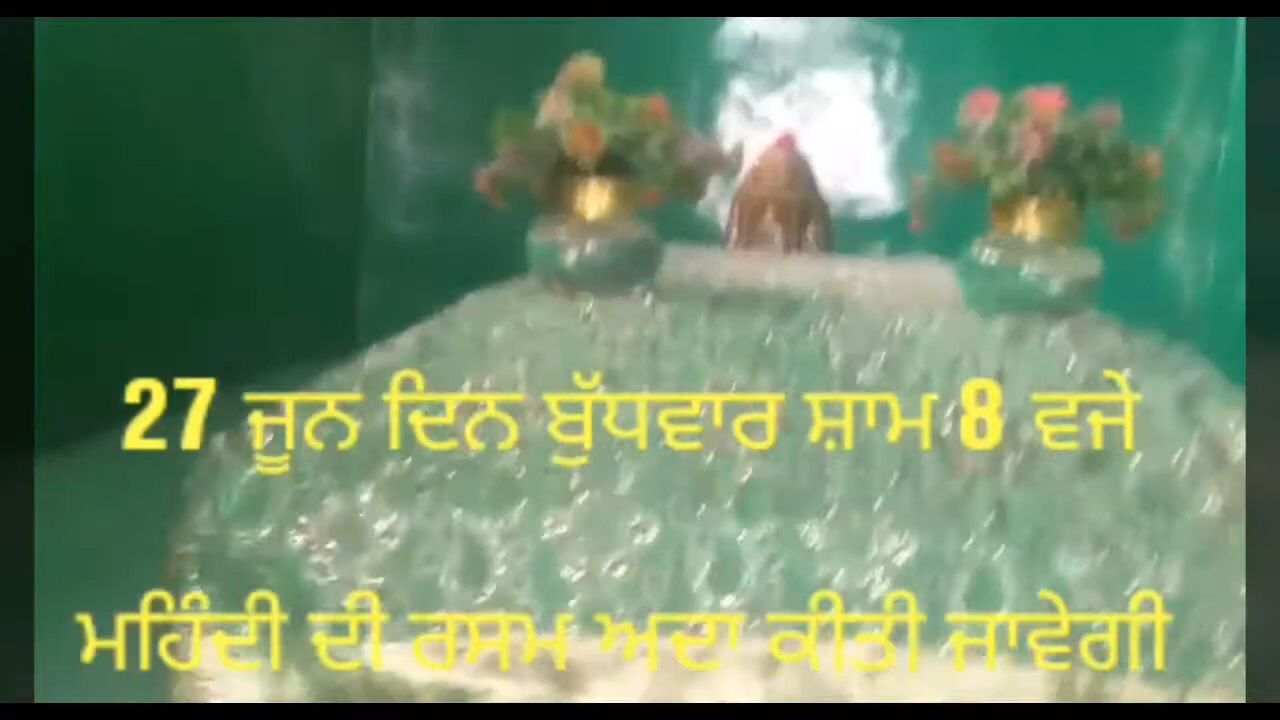 27 ਜੂਨ ਦਿਨ ਬੁੱਧਵਾਰ ਸ਼ਾਮ 8 ਵਜੇ
ਮਹਿੰਦੀ ਦੀ ਰਸਮ ਅਦਾ ਕੀਤੀ ਜਾਵੇਗੀ